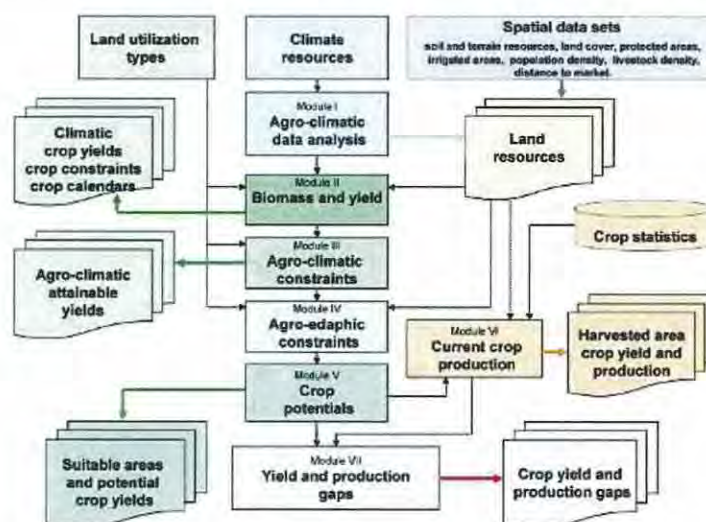 Land utilization
types
Climate
resources
Spatial data sets
soil and terrain resources, land cover, protected areas,
irrigated areas, population density, livestock density,
distance to market.
Module I
Agro-climatic
data analysis
Climatic
crop yields
crop constraints
crop calendars
Land
resources
Module II
Biomass and yield
Crop statistics
Module III
Agro-climatic
constraints
Agro-climatic
attainable
yields
Module IV
Agro-edaphic
constraints
Module VI
Current crop
production
Harvested area
crop yield and
production
Module V
Crop
potentials
Suitable areas
and potential
crop yields
Module VII
Yield and production
gaps
Crop yield and
production gaps